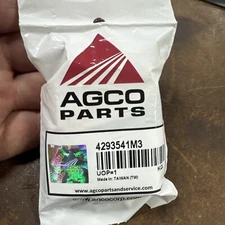 AGCO
PARTS
4293541M3
UOP=1
Made in: TAIWAN (TW)
www.agcopartsandservice.com